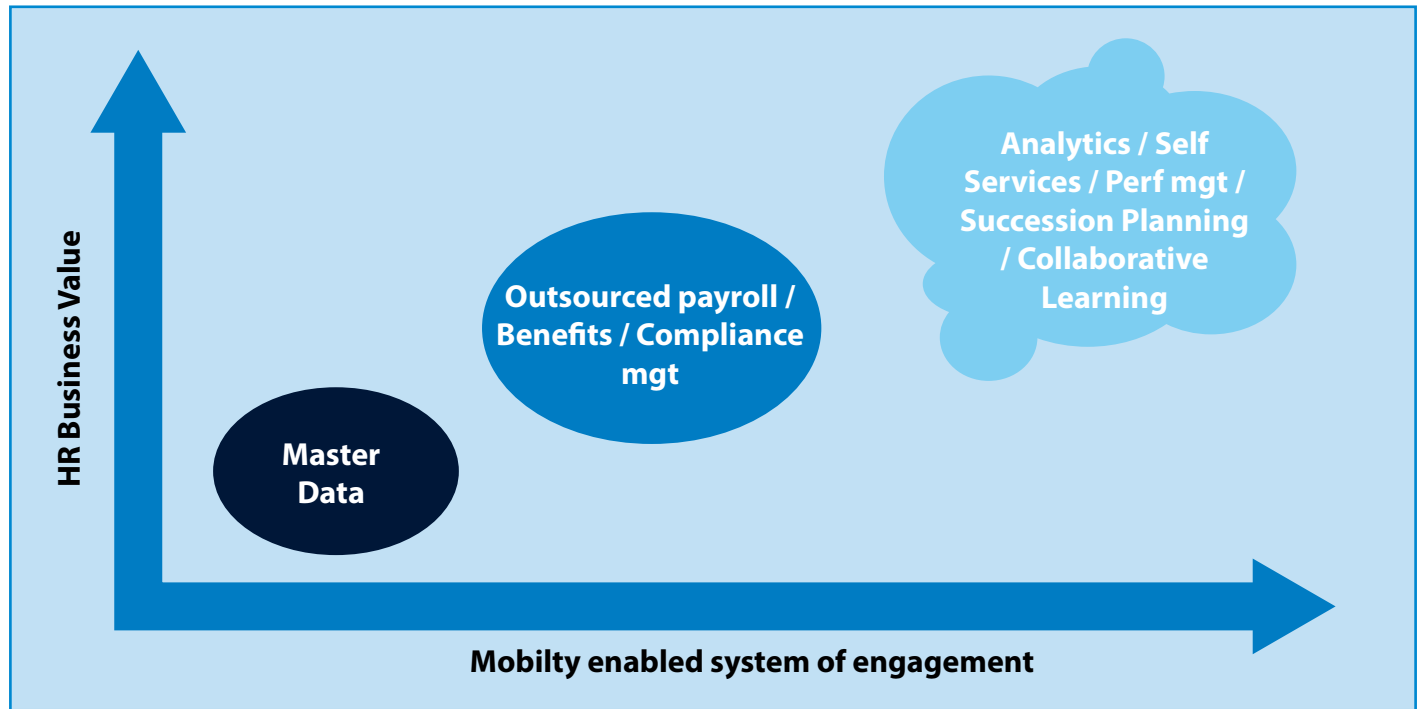 HR Business Value
Analytics / Self
Services / Perf mgt /
Succession Planning
/ Collaborative
Learning
Outsourced payroll /
Benefits / Compliance
mgt
Master
Data
Mobilty enabled system of engagement